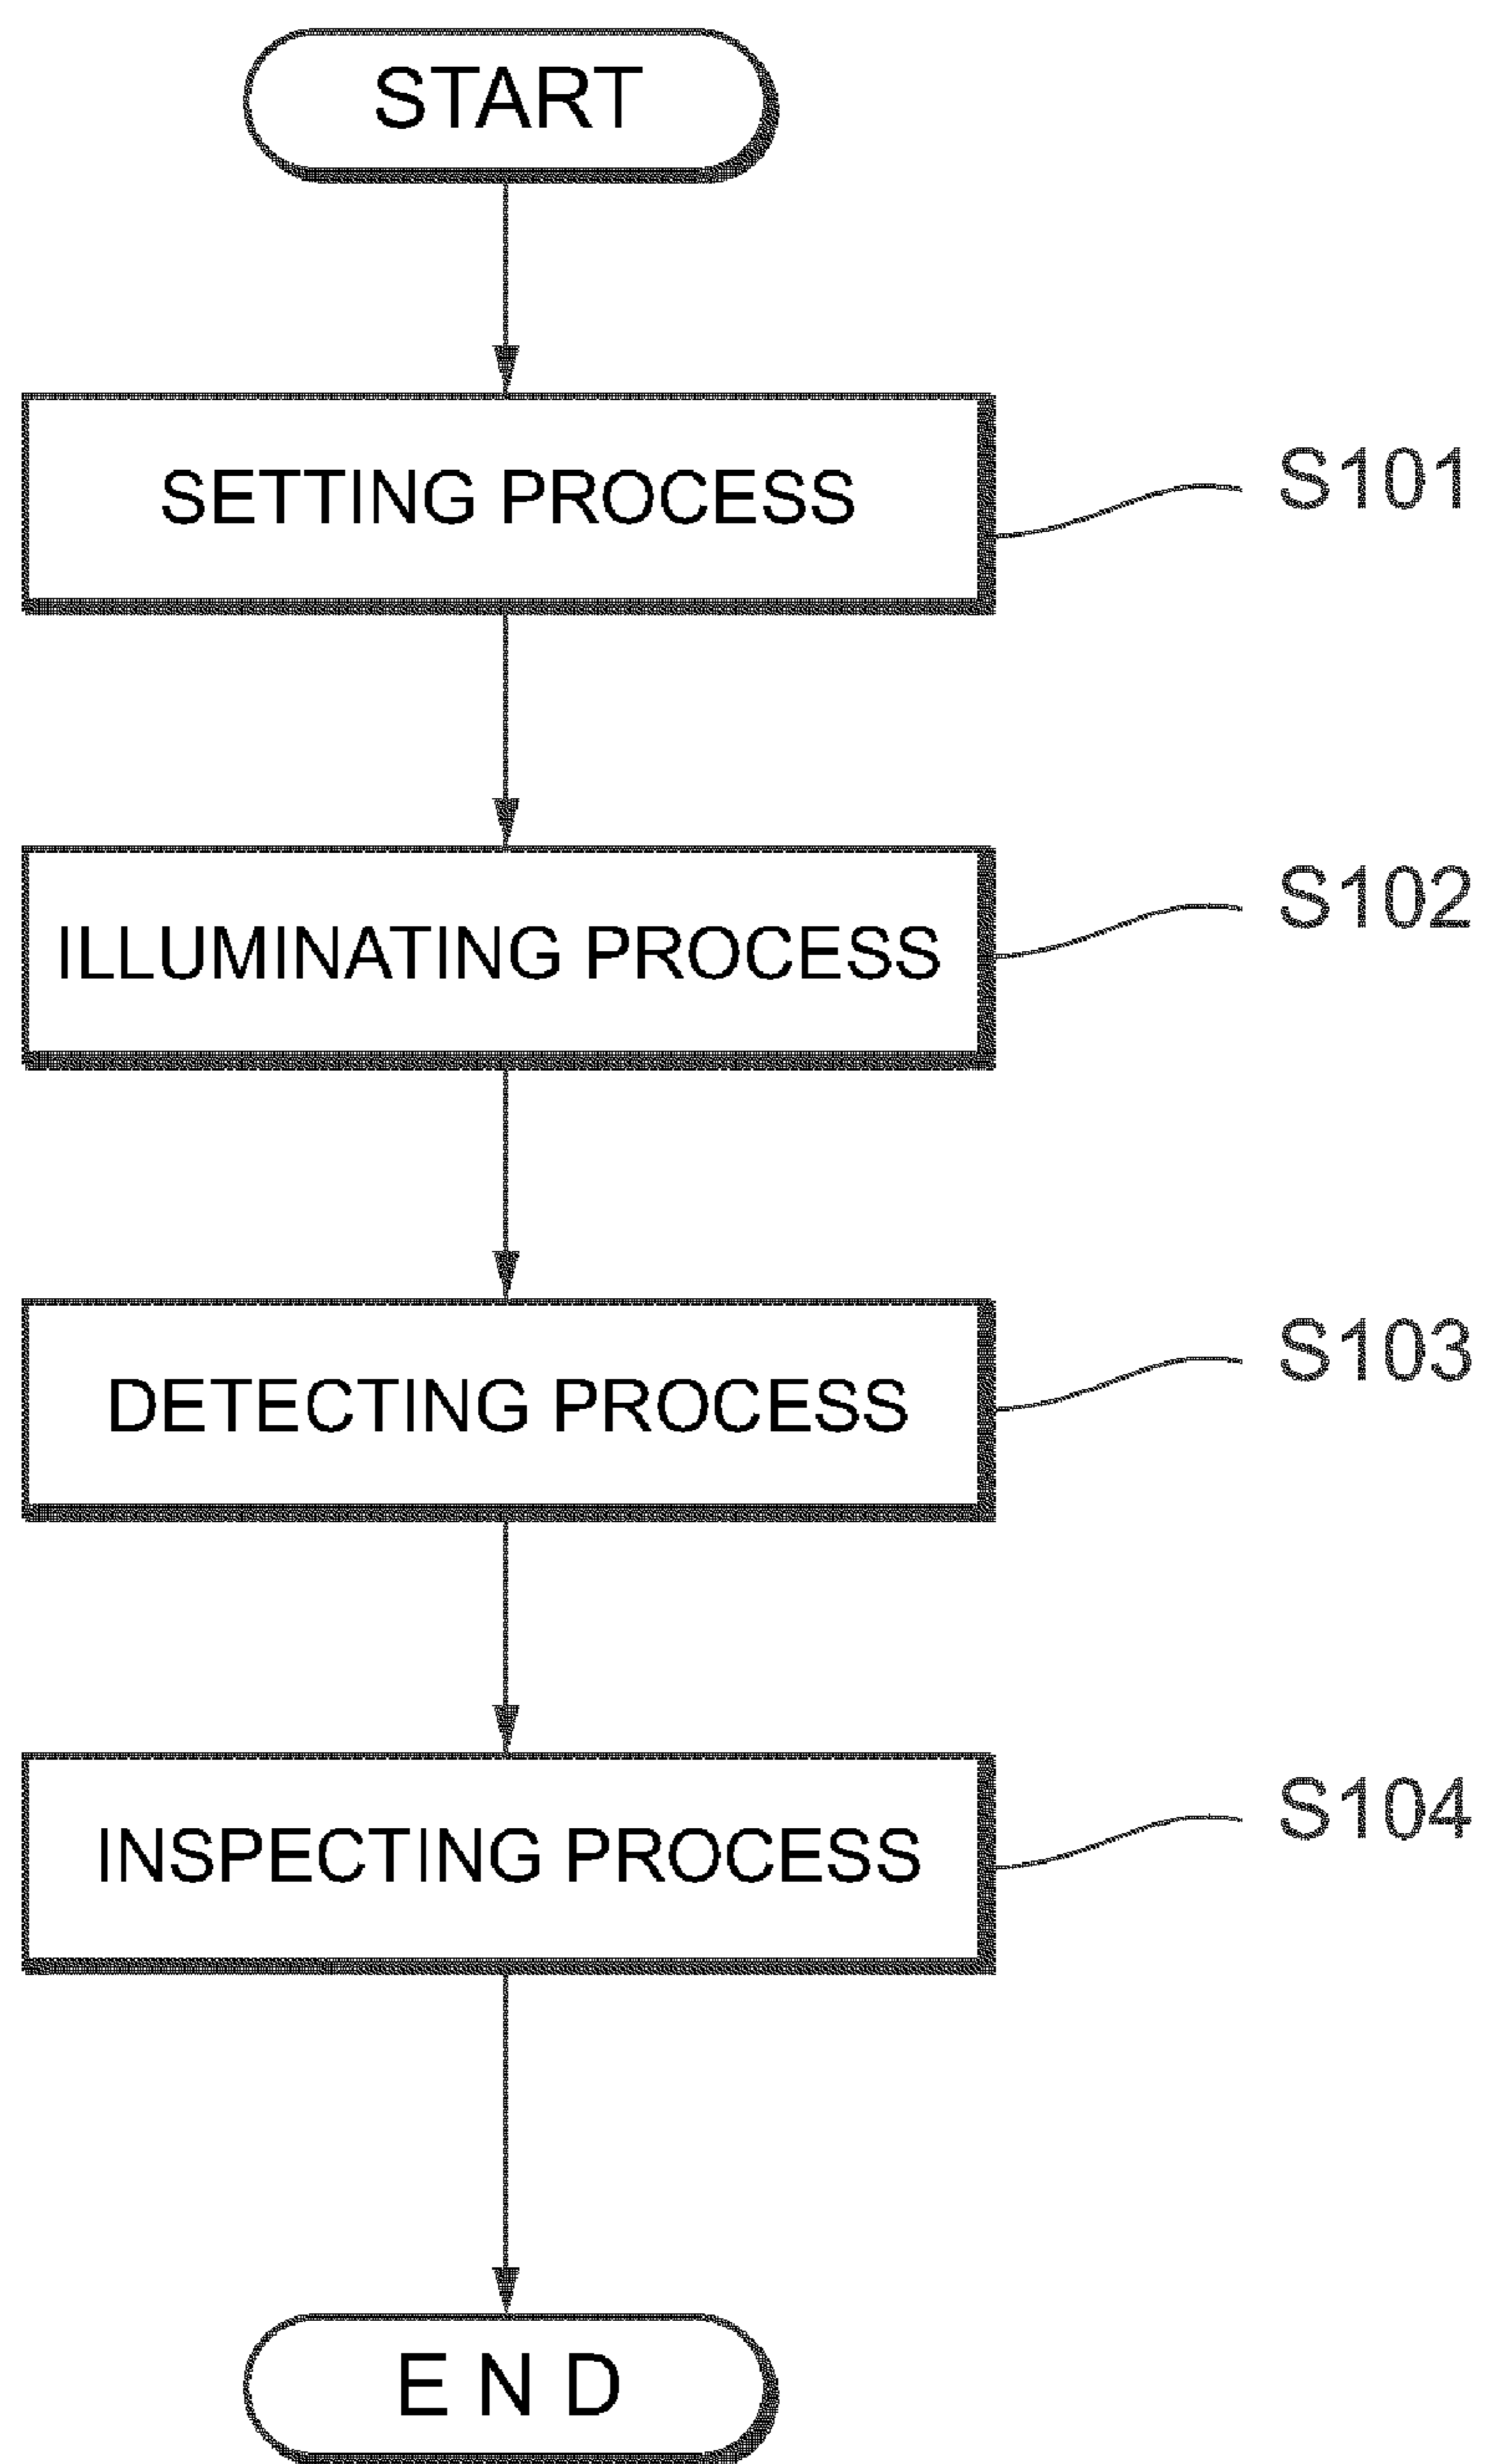 START
SETTING PROCESS
S101
ILLUMINATING PROCESS
S102
DETECTING PROCESS
S103
INSPECTING PROCESS
S104
E N D